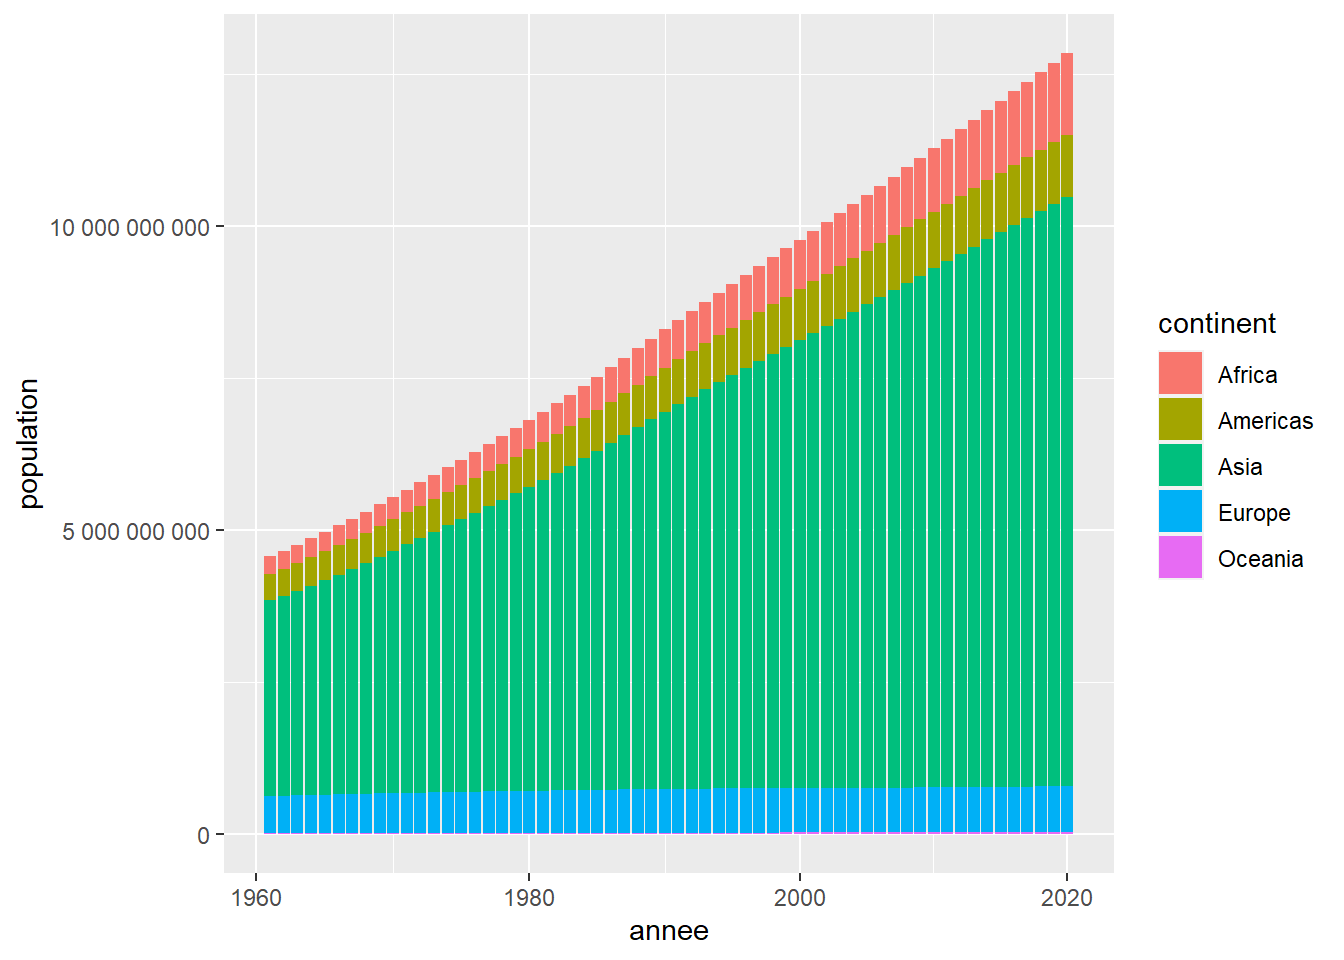 population
10 000 000 000
5 000 000 000
0
1960
1980
2000
2020
annee
continent
Africa
Americas
Asia
Europe
Oceania